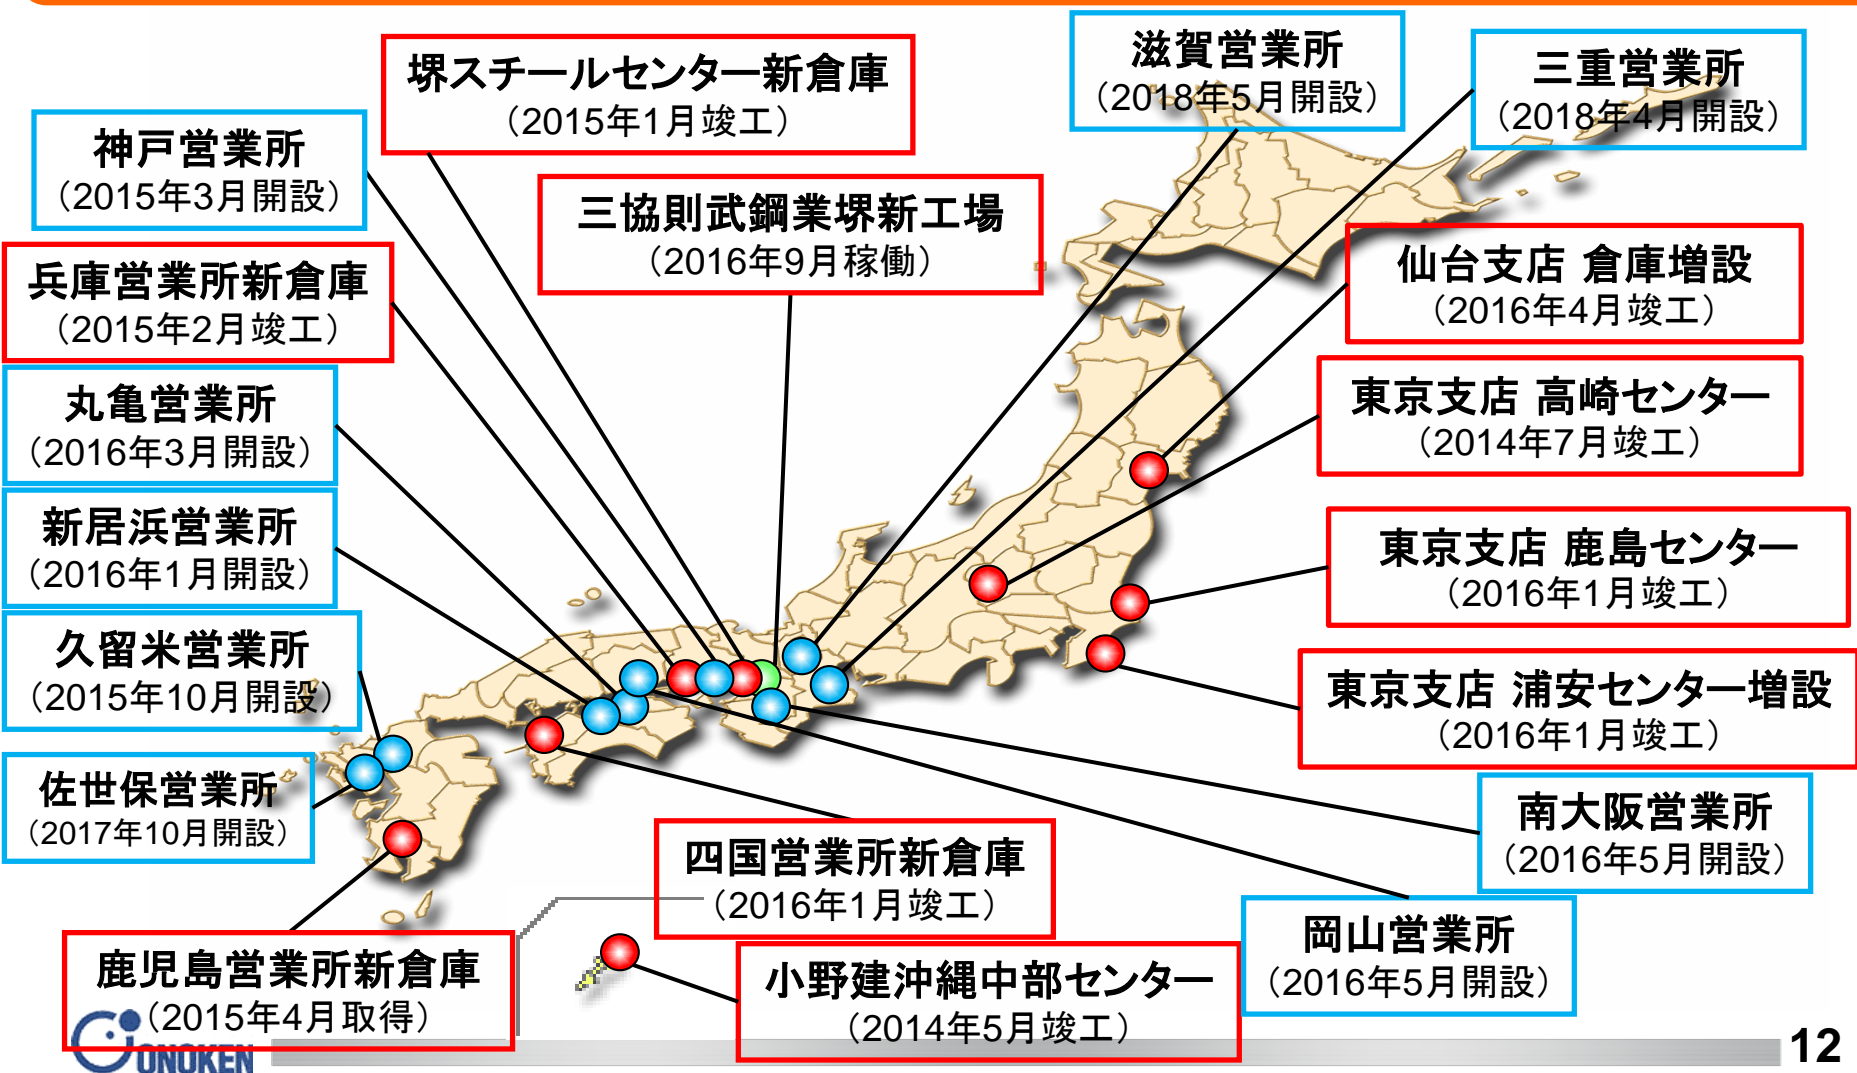 滋賀営業所
（2018年5月開設）
三重営業所
（2018年4月開設）
堺スチールセンター新倉庫
（2015年1月竣工）
神戸営業所
（2015年3月開設）
三協則武鋼業堺新工場
（2016年9月稼働）
仙台支店 倉庫増設
（2016年4月竣工）
兵庫営業所新倉庫
（2015年2月竣工）
東京支店 高崎センター
（2014年7月竣工）
丸亀営業所
（2016年3月開設）
新居浜営業所
（2016年1月開設）
東京支店 鹿島センター
（2016年1月竣工）
久留米営業所
（2015年10月開設）
東京支店 浦安センター増設
（2016年1月竣工）
佐世保営業所
（2017年10月開設）
南大阪営業所
（2016年5月開設）
四国営業所新倉庫
（2016年1月竣工）
岡山営業所
（2016年5月開設）
鹿児島営業所新倉庫
（2015年4月取得）
小野建沖縄中部センター
（2014年5月竣工）
ONOKEN
12